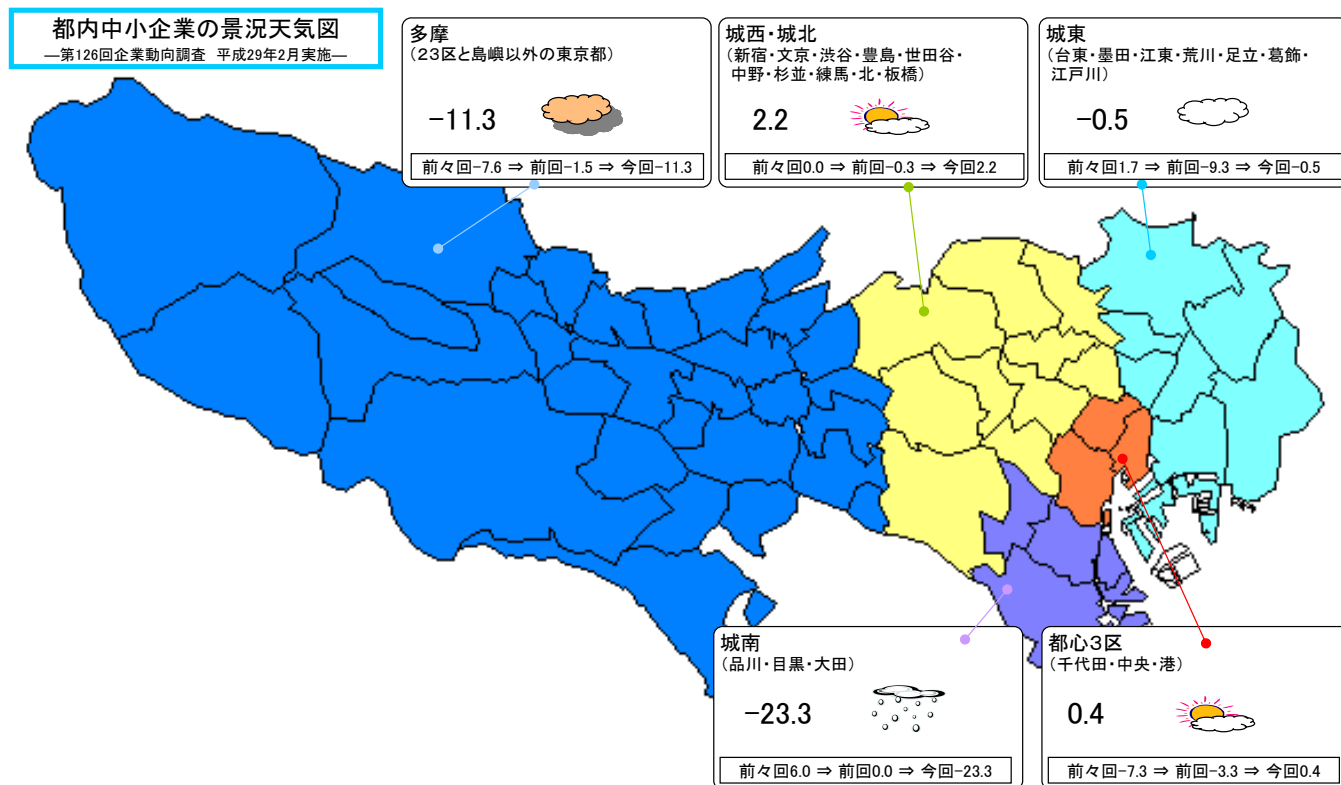 都内中小企業の景況天気図
―第126回企業動向調査 平成29年2月実施―
多摩
(23区と島嶼以外の東京都)
-11.3
前々回-7.6 ⇒ 前回-1.5 ⇒ 今回-11.3
城西・城北
(新宿・文京・渋谷・豊島・世田谷・
中野・杉並・練馬・北・板橋)
2.2
前々回0.0 ⇒ 前回-0.3 ⇒ 今回2.2
城東
(台東・墨田・江東・荒川・足立・葛飾・
江戸川)
-0.5
前々回1.7 ⇒ 前回-9.3 ⇒ 今回-0.5
城南
(品川・目黒・大田)
-23.3
前々回6.0 ⇒ 前回0.0 ⇒ 今回-23.3
都心3区
(千代田・中央・港)
0.4
前々回-7.3 ⇒ 前回-3.3 ⇒ 今回0.4